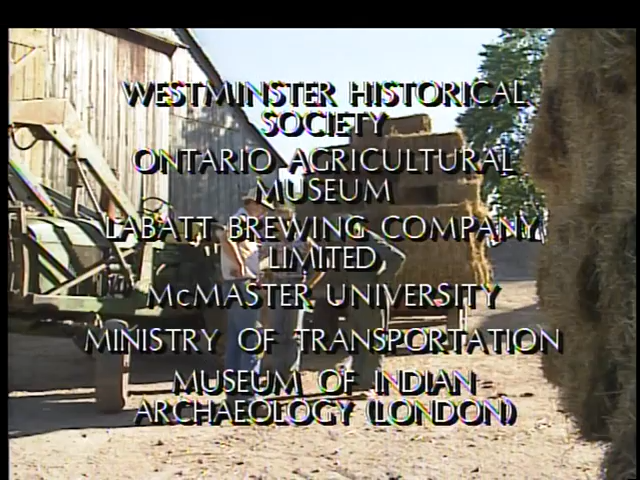 WESTMINSTER HISTORICAL
SOCIETY
ONTARIO AGRICULTURAL
MUSEUM
LABATT BREWING COMPANY
LIMITED
MCMASTER UNIVERSITY
MINISTRY OF TRANSPORTATION
MUSEUM OF INDIAN
ARCHAEOLOGY (LONDON)